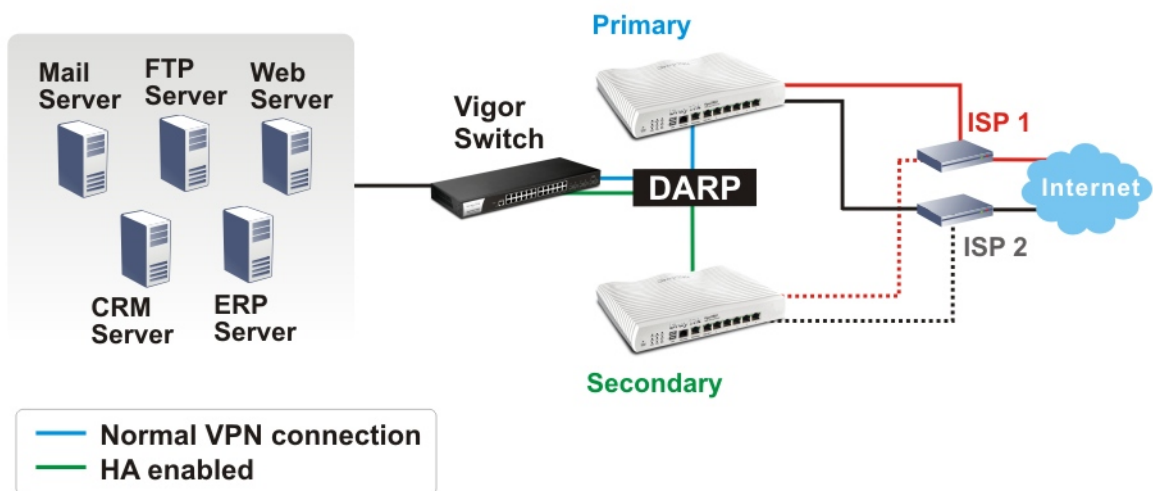 Primary
Mail
Server
FTP
Server
Web
Server
Vigor
Switch
ISP 1
DARP
Internet
ISP 2
CRM
Server
ERP
Server
Secondary
Normal VPN connection
HA enabled